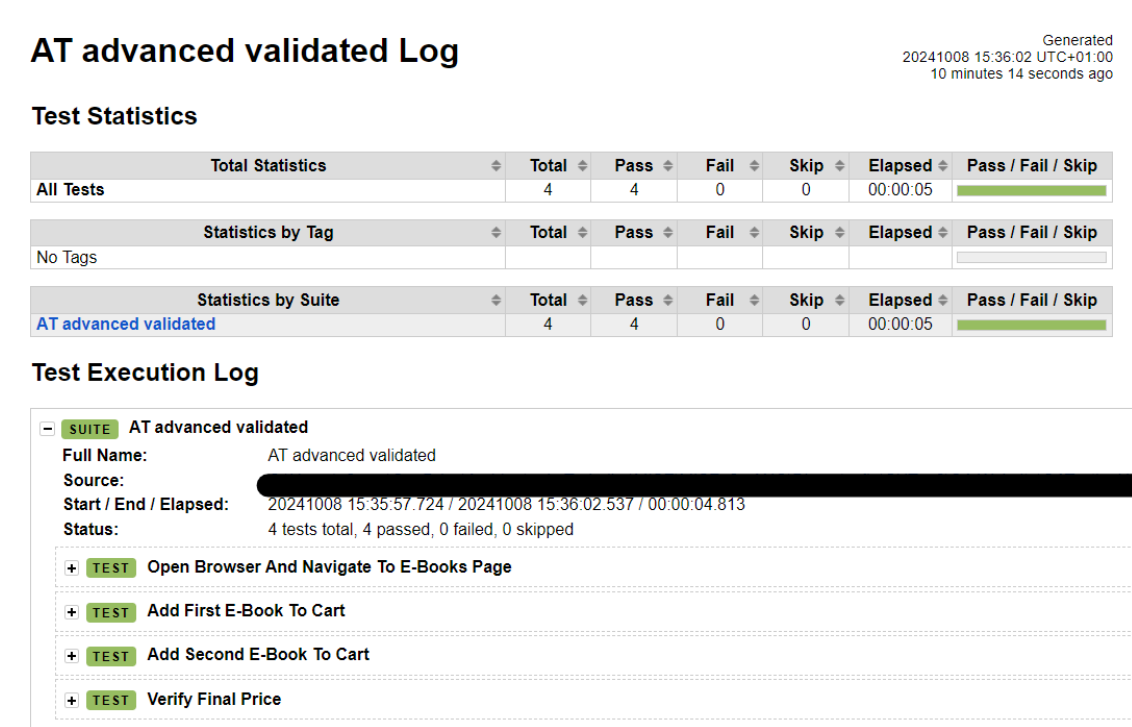 AT advanced validated Log
Generated
20241008 15:36:02 UTC+01:00
10 minutes 14 seconds ago
Test Statistics
Total Statistics Total Pass Fail Skip Elapsed Pass / Fail / Skip
All Tests 4 4 0 0 00:00:05
Statistics by Tag Total Pass Fail Skip Elapsed Pass / Fail / Skip
No Tags
Statistics by Suite Total Pass Fail Skip Elapsed Pass / Fail / Skip
AT advanced validated 4 4 0 0 00:00:05
Test Execution Log
SUITE AT advanced validated
Full Name: AT advanced validated
Source:
Start / End / Elapsed: 20241008 15:35:57.724 / 20241008 15:36:02.537 / 00:00:04.813
Status: 4 tests total, 4 passed, 0 failed, 0 skipped
TEST Open Browser And Navigate To E-Books Page
TEST Add First E-Book To Cart
TEST Add Second E-Book To Cart
TEST Verify Final Price